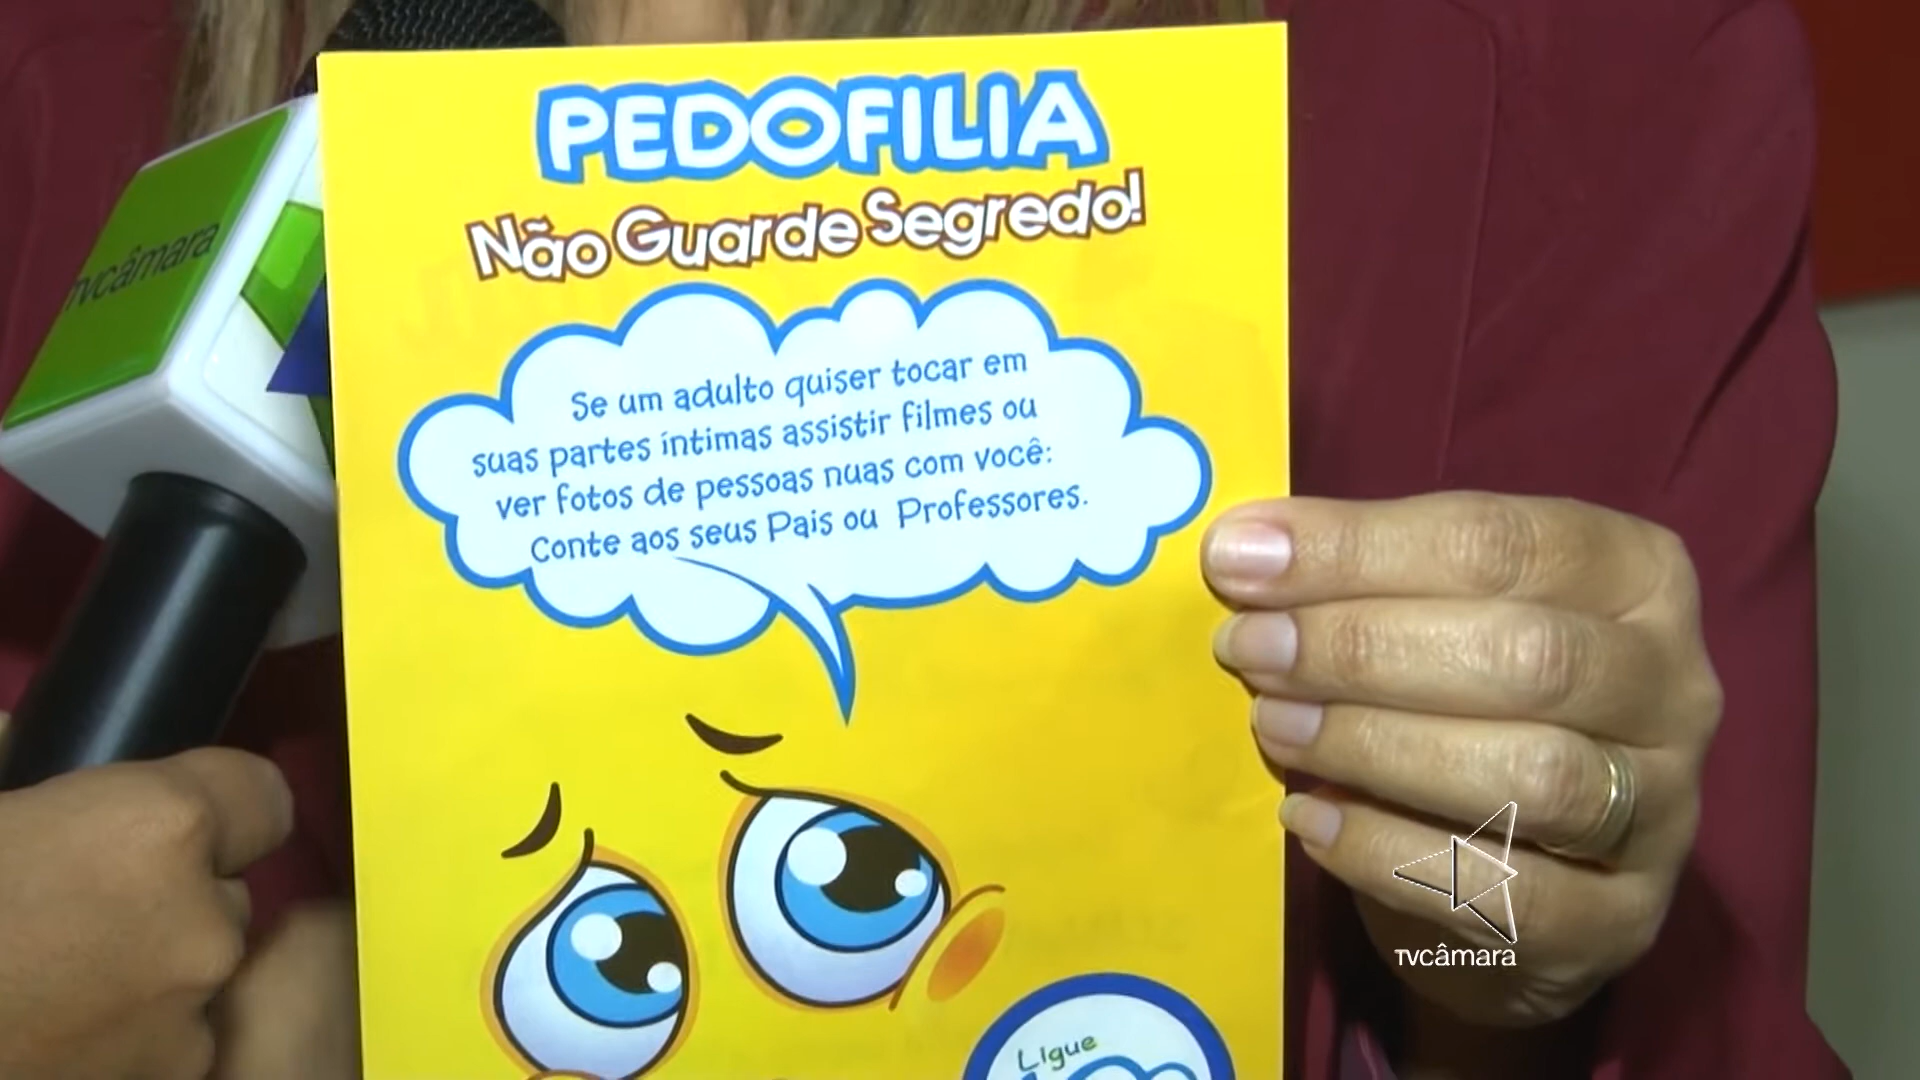 PEDOFILIA
Não Guarde Segredo!
Se um adulto quiser tocar em
suas partes íntimas assistir filmes ou
ver fotos de pessoas nuas com você:
Conte aos seus Pais ou Professores.
Ligue
tvcâmara
TVCâmara